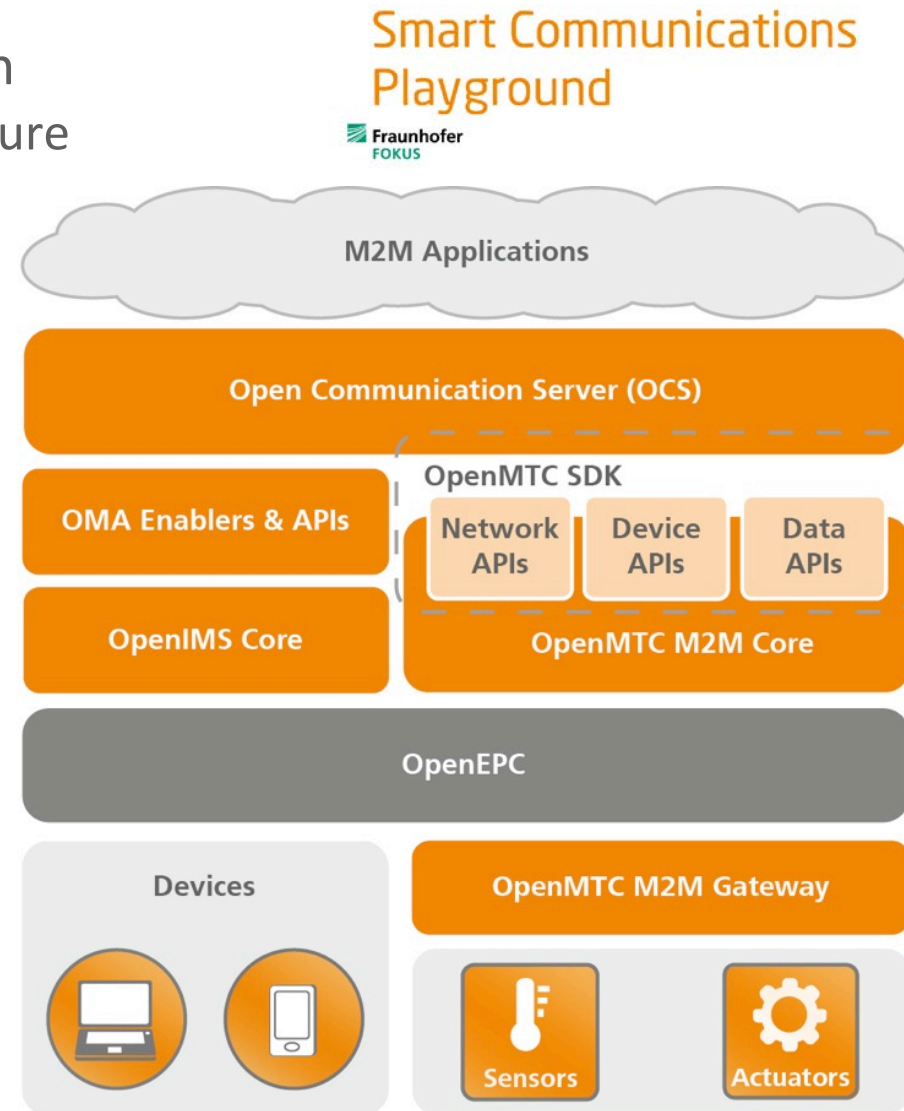 Smart Communications
Playground
Fraunhofer
FOKUS
M2M Applications
Open Communication Server (OCS)
OpenMTC SDK
OMA Enablers & APIs
Network
APIs
Device
APIs
Data
APIs
OpenIMS Core
OpenMTC M2M Core
OpenEPC
Devices
OpenMTC M2M Gateway
Sensors
Actuators